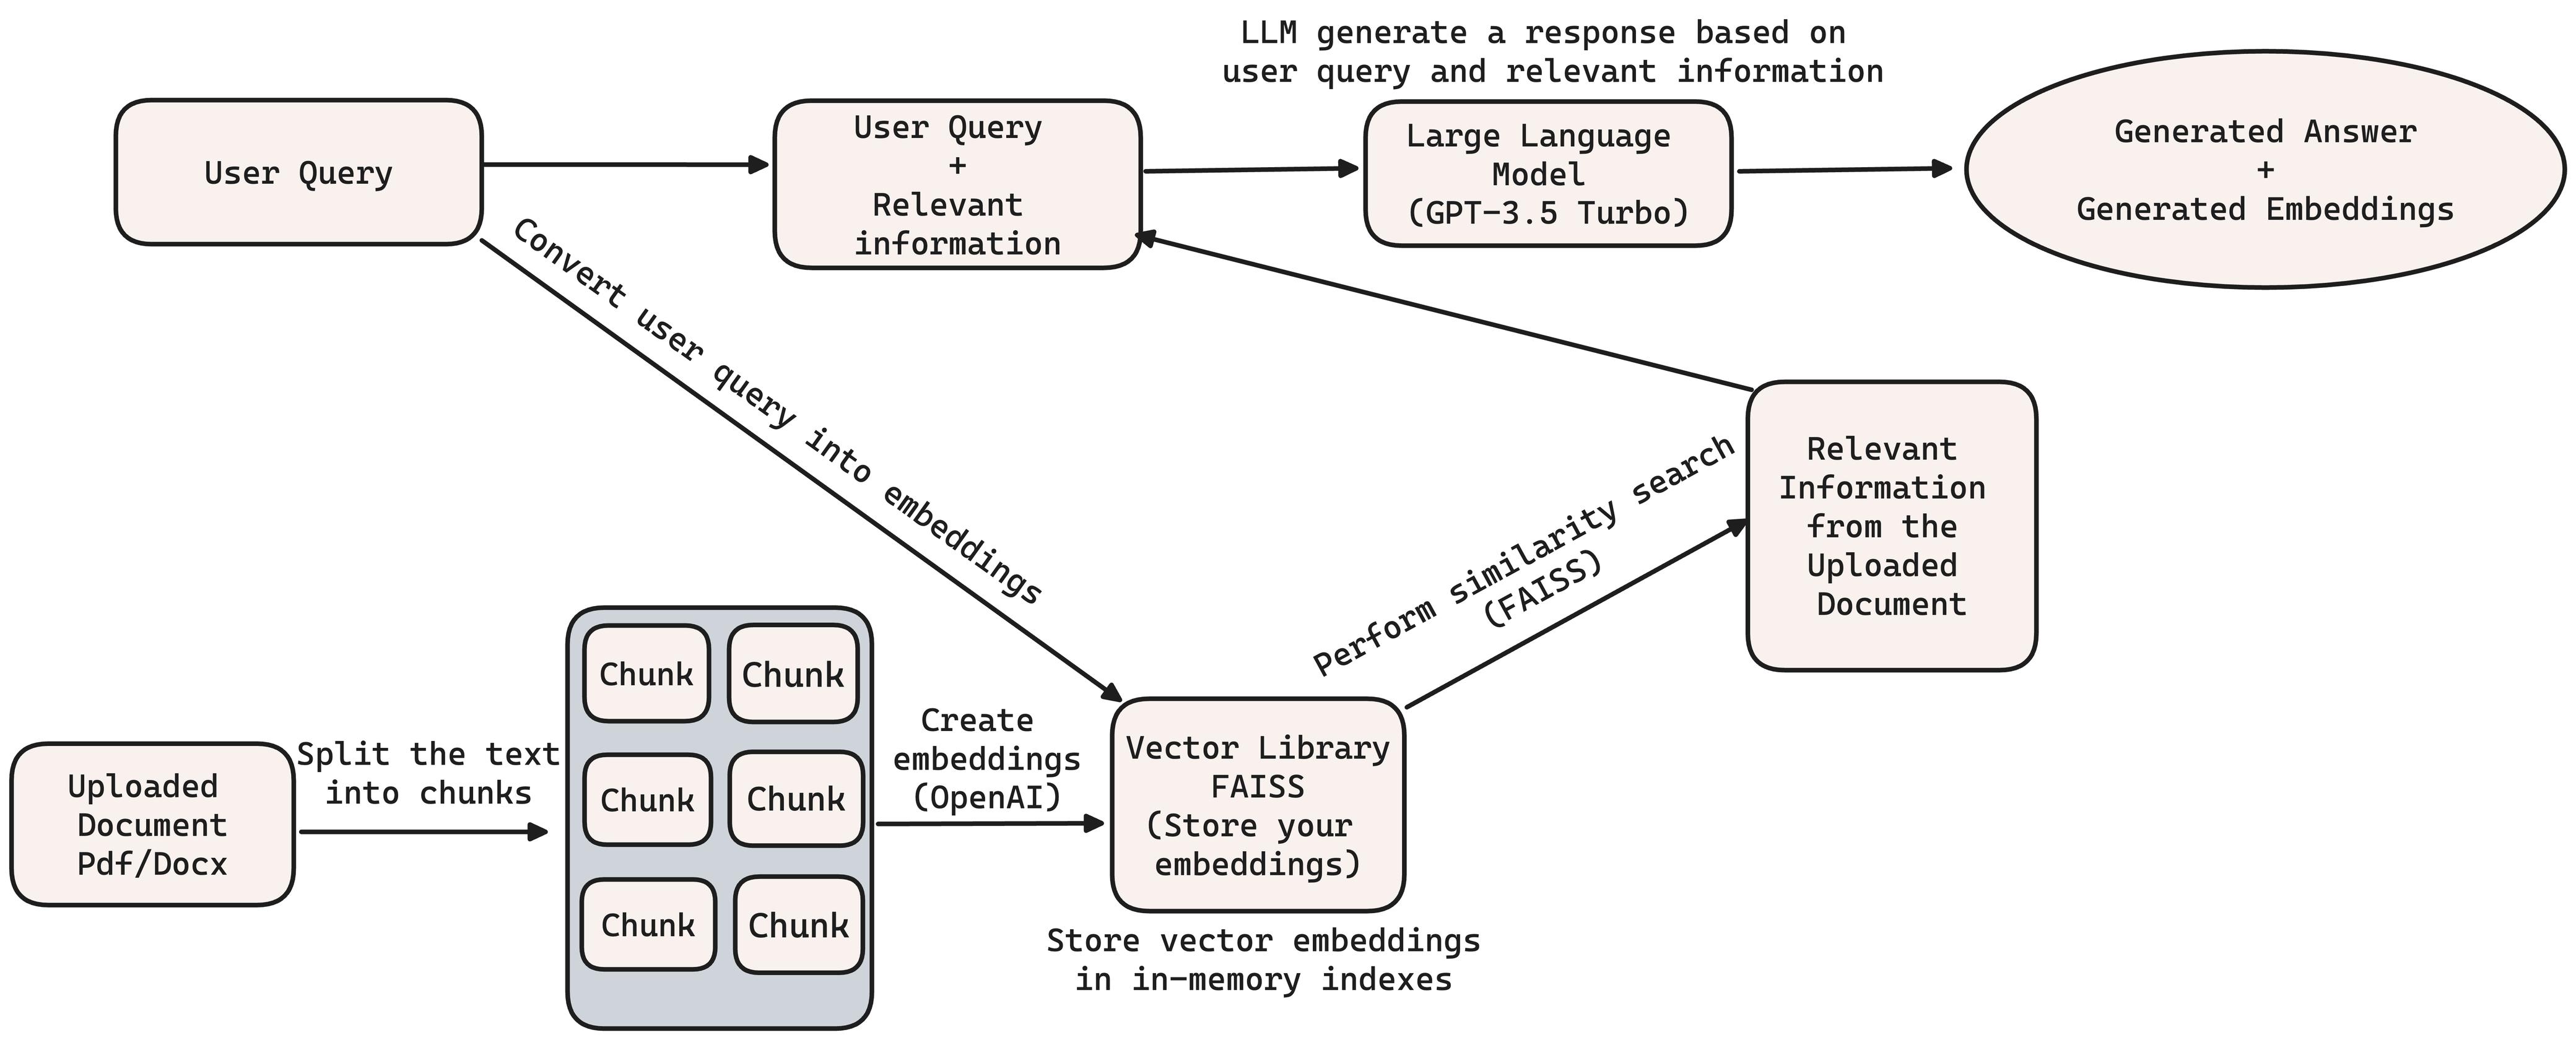 LLM generate a response based on
user query and relevant information
User Query
User Query
+
Relevant
information
Large Language
Model
(GPT-3.5 Turbo)
Generated Answer
+
Generated Embeddings
Convert user query into embeddings
Perform similarity search
(FAISS)
Relevant
Information
from the
Uploaded
Document
Uploaded
Document
Pdf/Docx
Split the text
into chunks
Chunk
Chunk
Chunk
Chunk
Chunk
Chunk
Create
embeddings
(OpenAI)
Vector Library
FAISS
(Store your
embeddings)
Store vector embeddings
in in-memory indexes